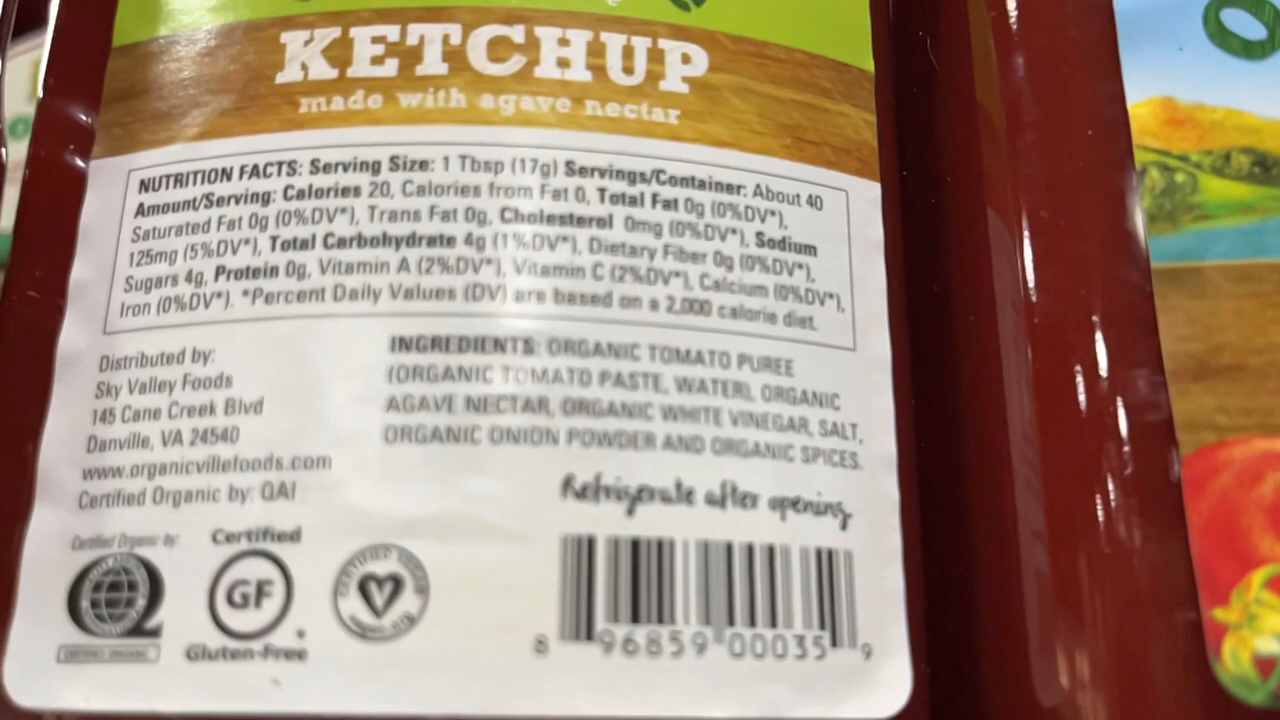 KETCHUP
made with agave nectar
NUTRITION FACTS: Serving Size: 1 Tbsp (17g) Servings/Container: About 40
Amount/Serving: Calories 20, Calories from Fat 0, Total Fat 0g (0%DV*),
Saturated Fat 0g (0%DV*), Trans Fat 0g, Cholesterol 0mg (0%DV*), Sodium
125mg (5%DV*), Total Carbohydrate 4g (1%DV*), Dietary Fiber 0g (0%DV*),
Sugars 4g, Protein 0g, Vitamin A (2%DV*), Vitamin C (2%DV*), Calcium (0%DV*),
Iron (0%DV*). *Percent Daily Values (DV) are based on a 2,000 calorie diet.
Distributed by:
Sky Valley Foods
145 Cane Creek Blvd
Danville, VA 24540
www.organicvillefoods.com
Certified Organic by: QAI
INGREDIENTS: ORGANIC TOMATO PUREE
(ORGANIC TOMATO PASTE, WATER), ORGANIC
AGAVE NECTAR, ORGANIC WHITE VINEGAR, SALT,
ORGANIC ONION POWDER AND ORGANIC SPICES.
Refrigerate after opening
Certified Organic by:
CERTIFIED ORGANIC
Certified
GF
Gluten-Free
CERTIFIED VEGAN
8 96859 00035 9
O